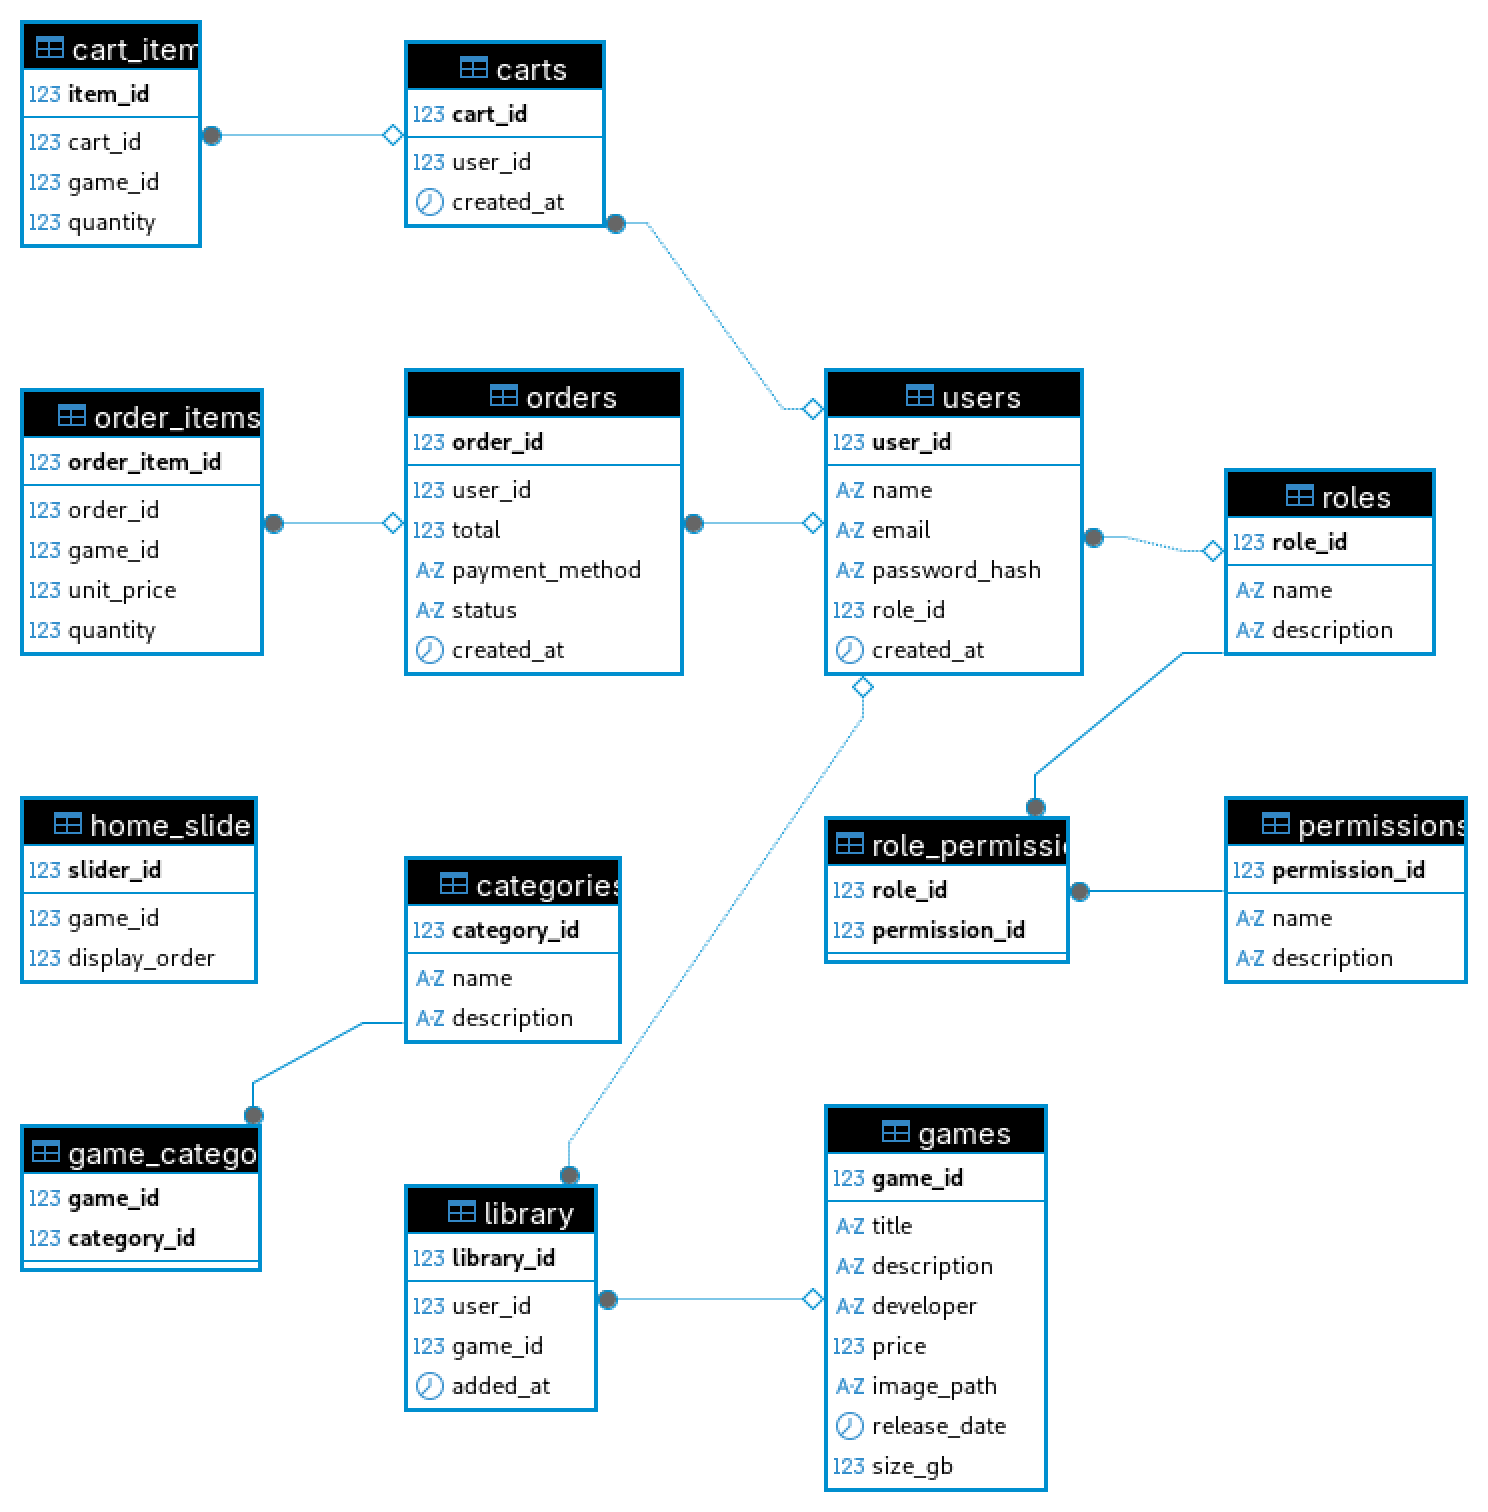 cart_item
123 item_id
123 cart_id
123 game_id
123 quantity
carts
123 cart_id
123 user_id
created_at
order_items
123 order_item_id
123 order_id
123 game_id
123 unit_price
123 quantity
orders
123 order_id
123 user_id
123 total
A-Z payment_method
A-Z status
created_at
users
123 user_id
A-Z name
A-Z email
A-Z password_hash
123 role_id
created_at
roles
123 role_id
A-Z name
A-Z description
home_slide
123 slider_id
123 game_id
123 display_order
categories
123 category_id
A-Z name
A-Z description
role_permissi
123 role_id
123 permission_id
permissions
123 permission_id
A-Z name
A-Z description
game_catego
123 game_id
123 category_id
library
123 library_id
123 user_id
123 game_id
added_at
games
123 game_id
A-Z title
A-Z description
A-Z developer
123 price
A-Z image_path
release_date
123 size_gb